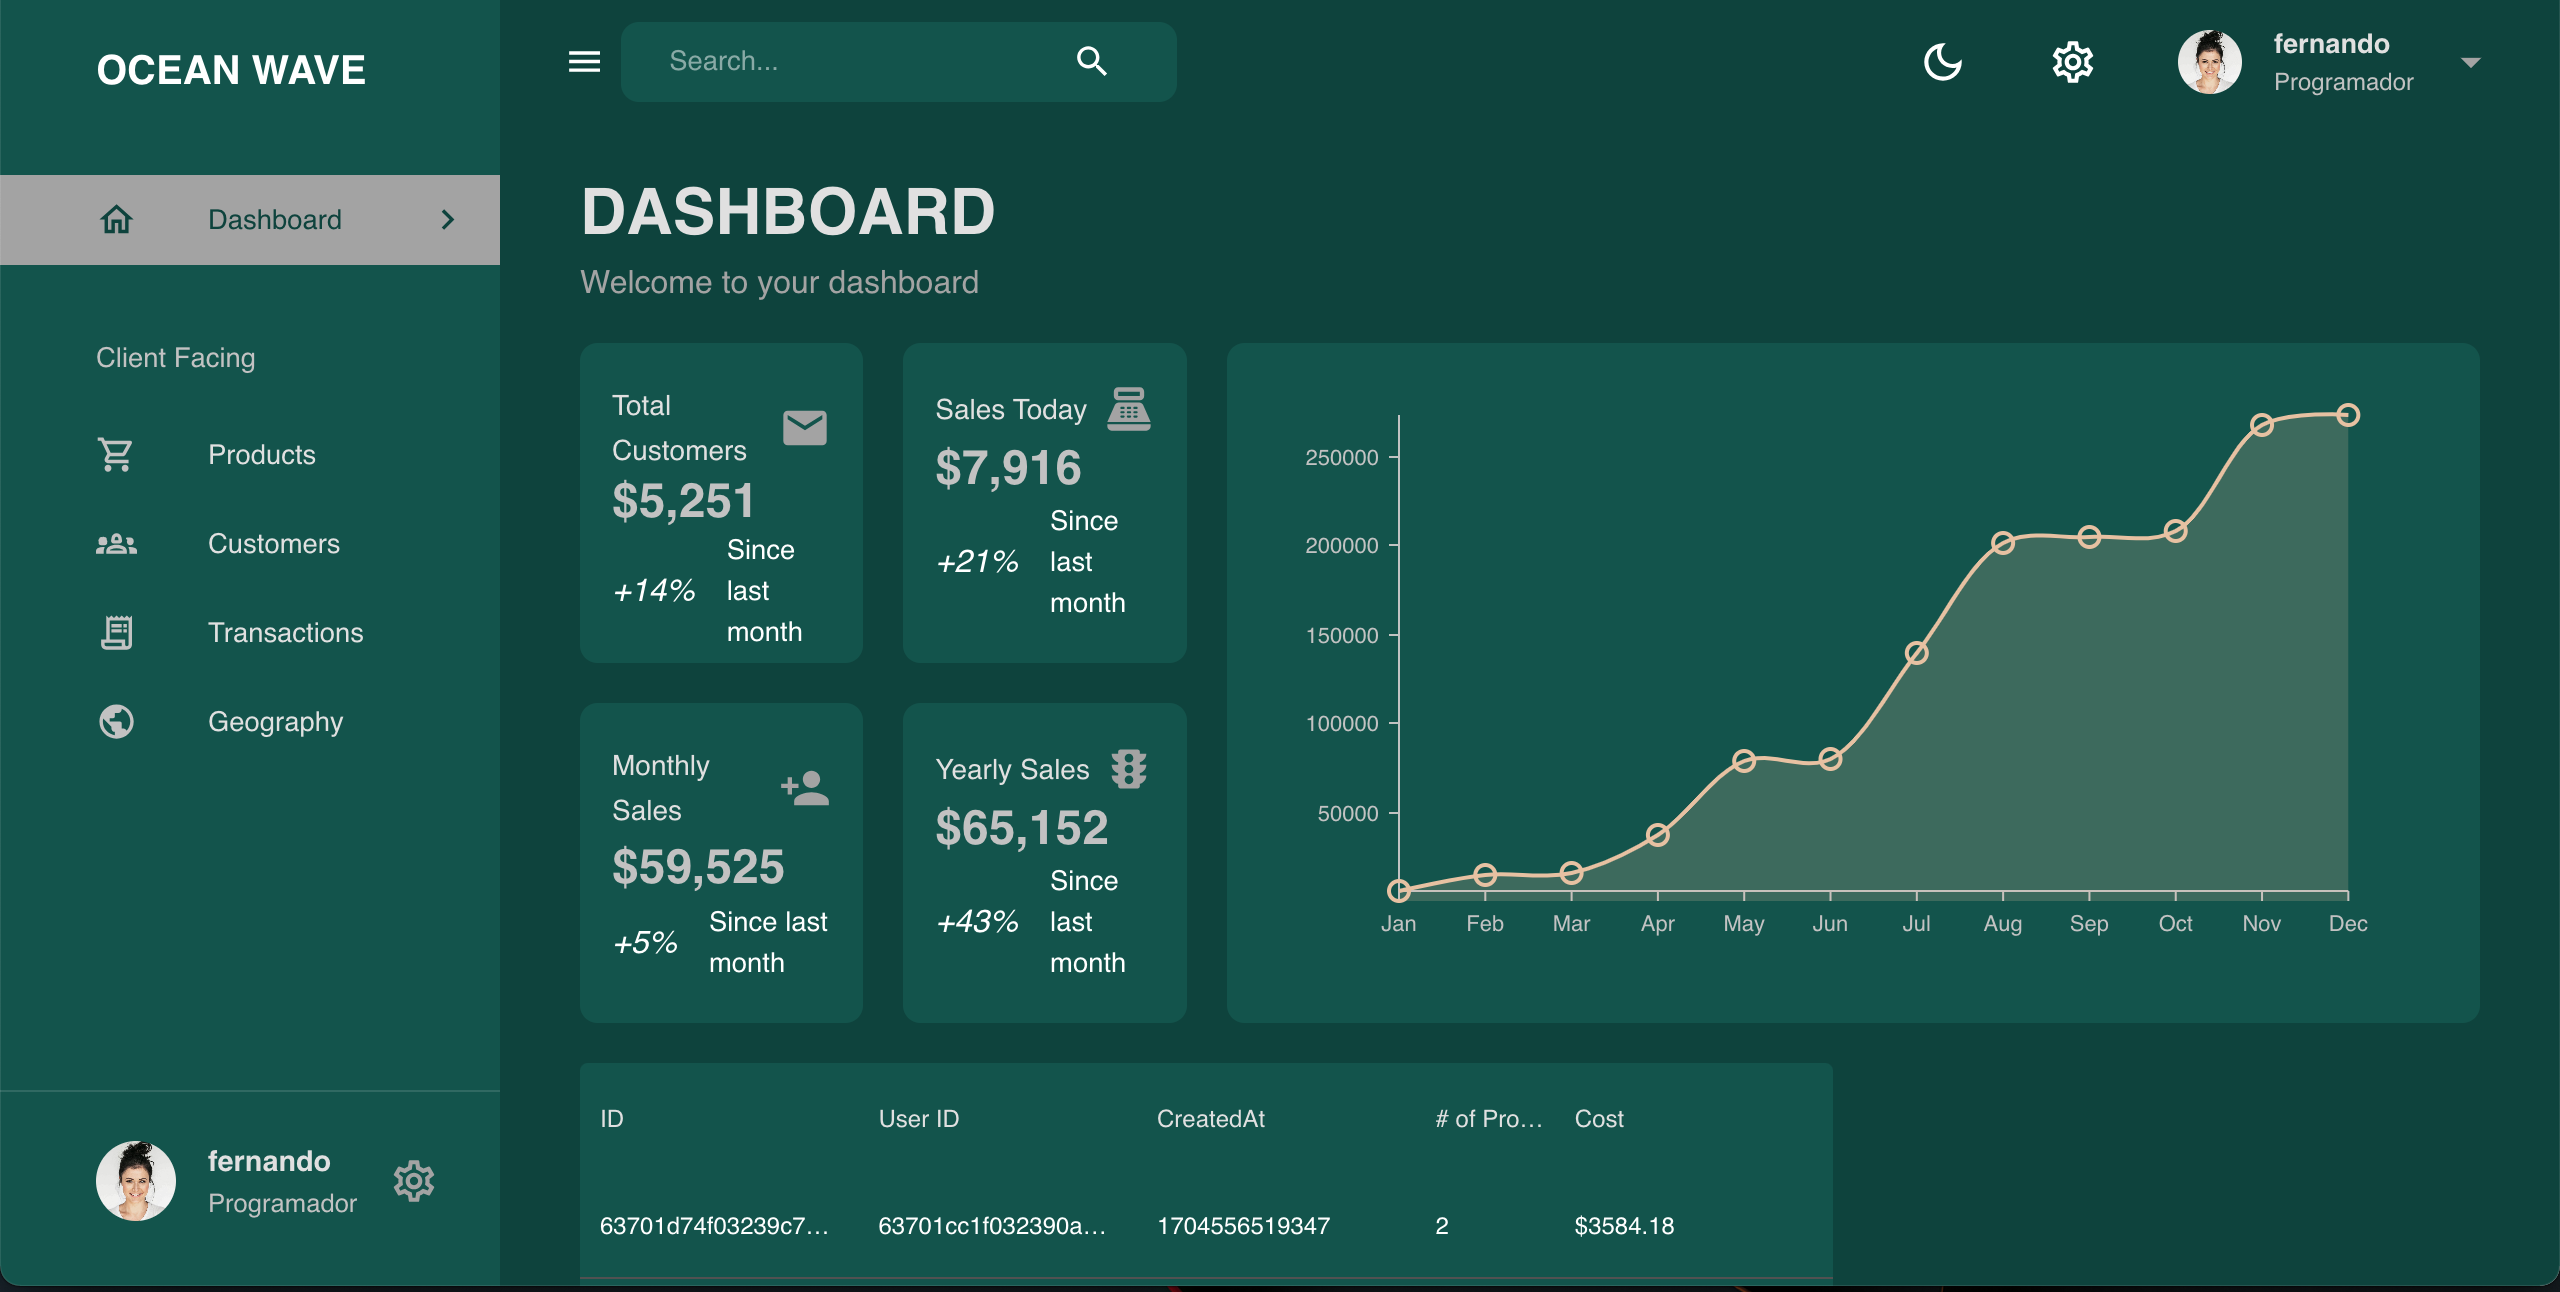 OCEAN WAVE
Dashboard
Client Facing
Products
Customers
Transactions
Geography
fernando
Programador
Search...
fernando
Programador
DASHBOARD
Welcome to your dashboard
Total
Customers
$5,251
+14%
Since
last
month
Sales Today
$7,916
+21%
Since
last
month
Monthly
Sales
$59,525
+5%
Since last
month
Yearly Sales
$65,152
+43%
Since
last
month
250000
200000
150000
100000
50000
Jan Feb Mar Apr May Jun Jul Aug Sep Oct Nov Dec
ID User ID CreatedAt # of Pro... Cost
63701d74f03239c7... 63701cc1f032390a... 1704556519347 2 $3584.18